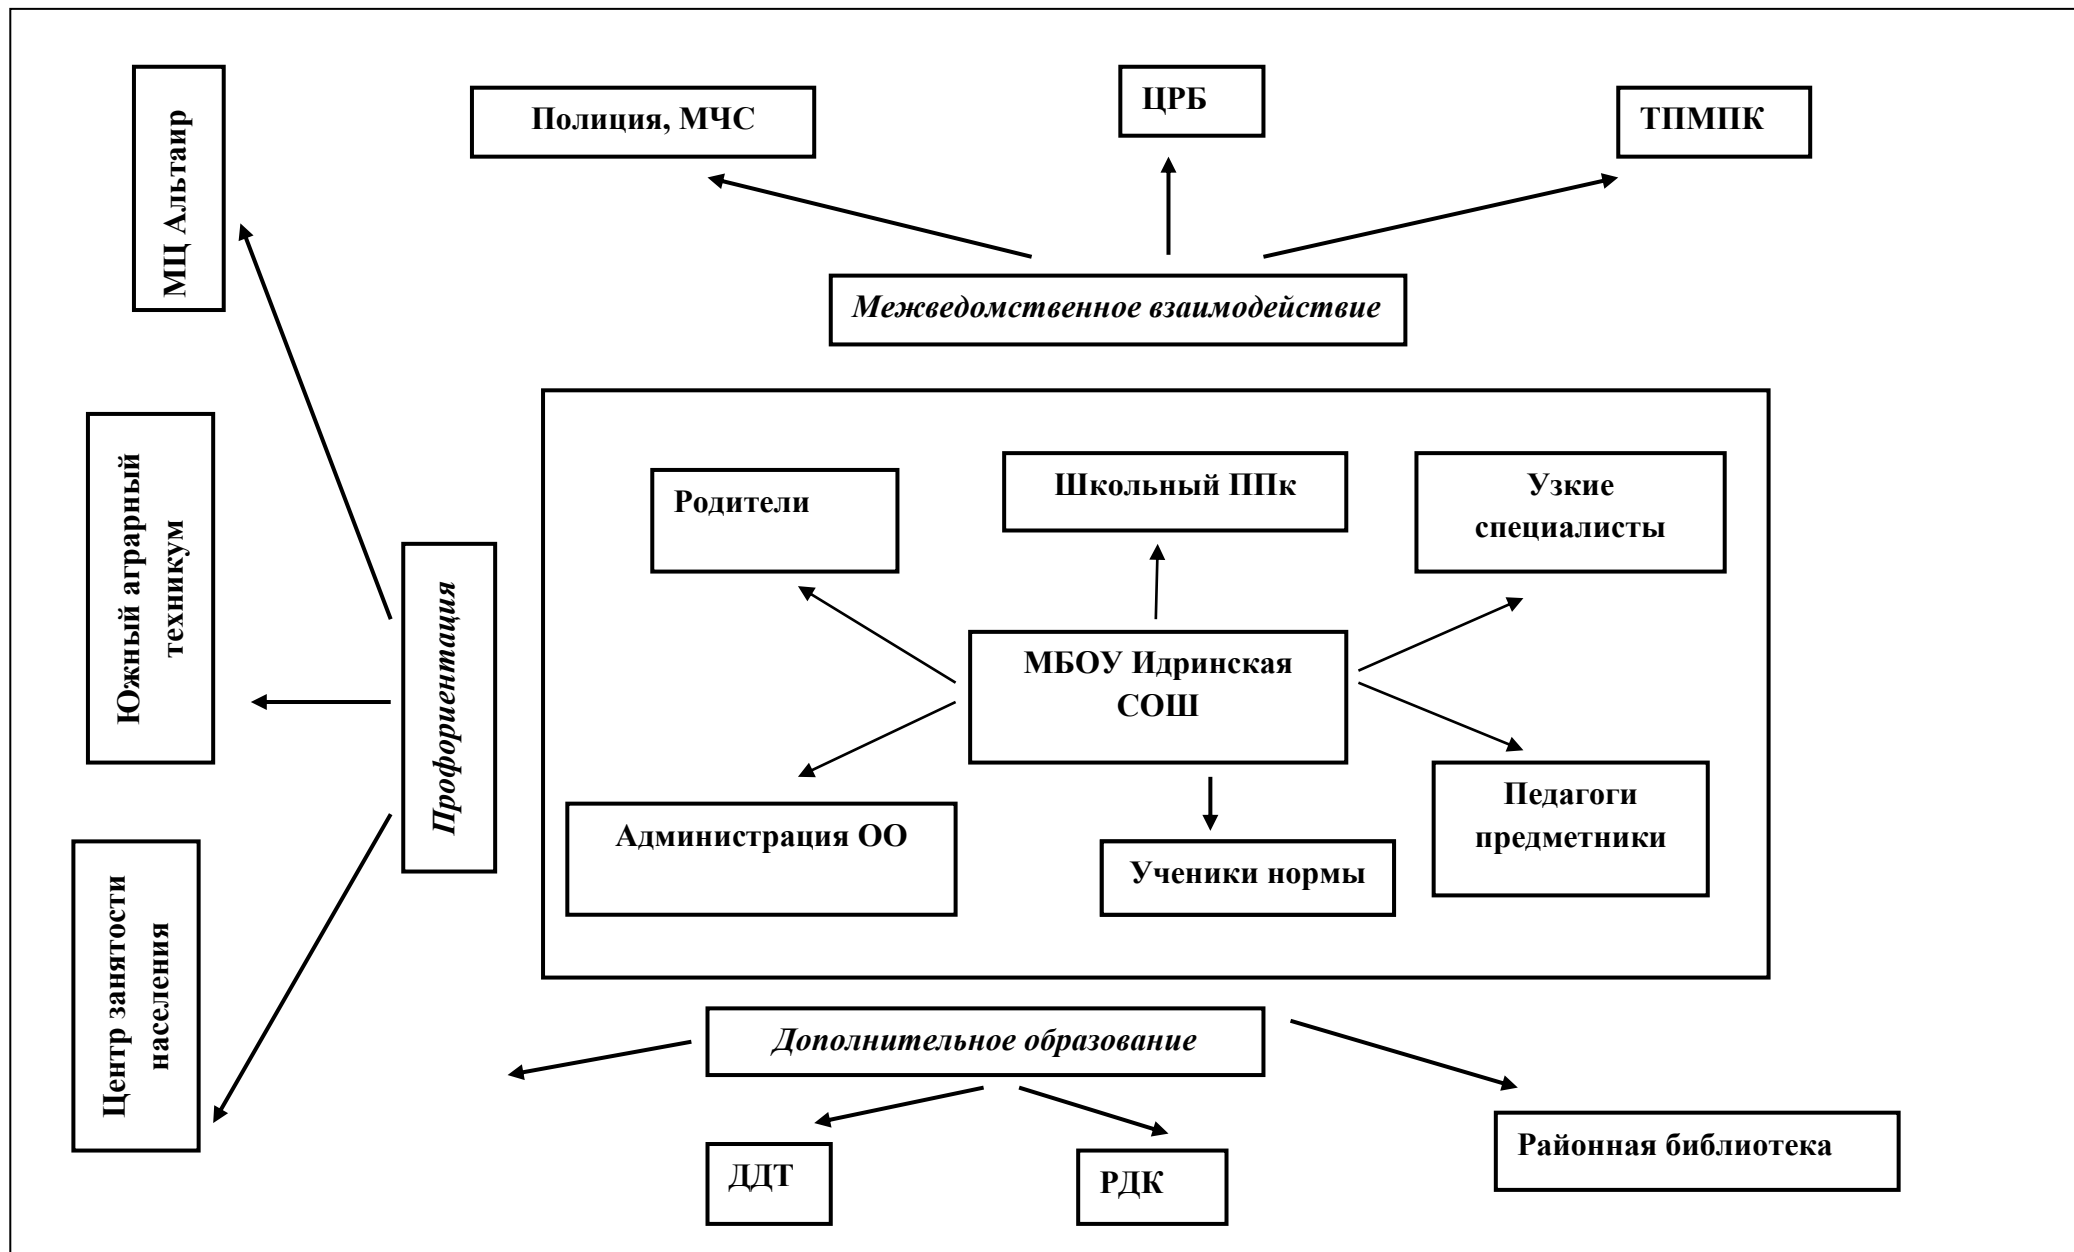 МЦ Альтаир
Полиция, МЧС
ЦРБ
ТПМПК
Межведомственное взаимодействие
Южный аграрный
техникум
Профориентация
Центр занятости
населения
Родители
Школьный ППк
Узкие
специалисты
МБОУ Идринская
СОШ
Администрация ОО
Ученики нормы
Педагоги
предметники
Дополнительное образование
ДДТ
РДК
Районная библиотека